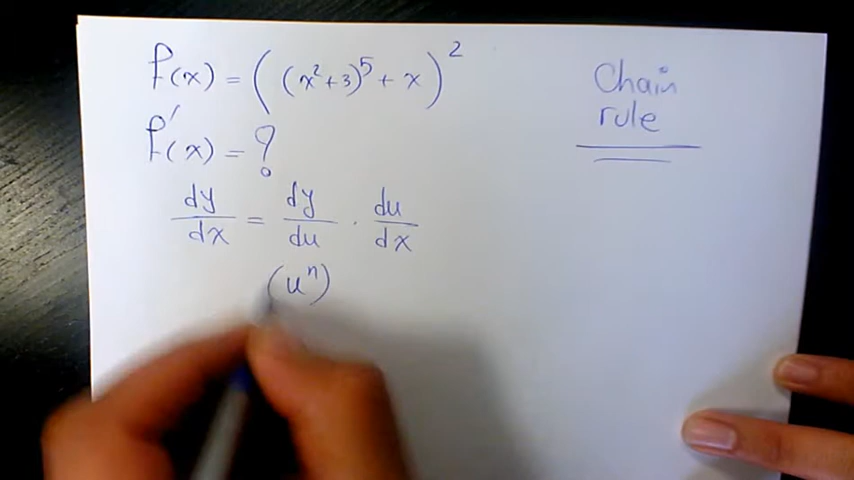 f(x) = ((x²+3)⁵ + x)²
Chain
rule
f'(x) = ?
dy/dx = dy/du · du/dx
(uⁿ)